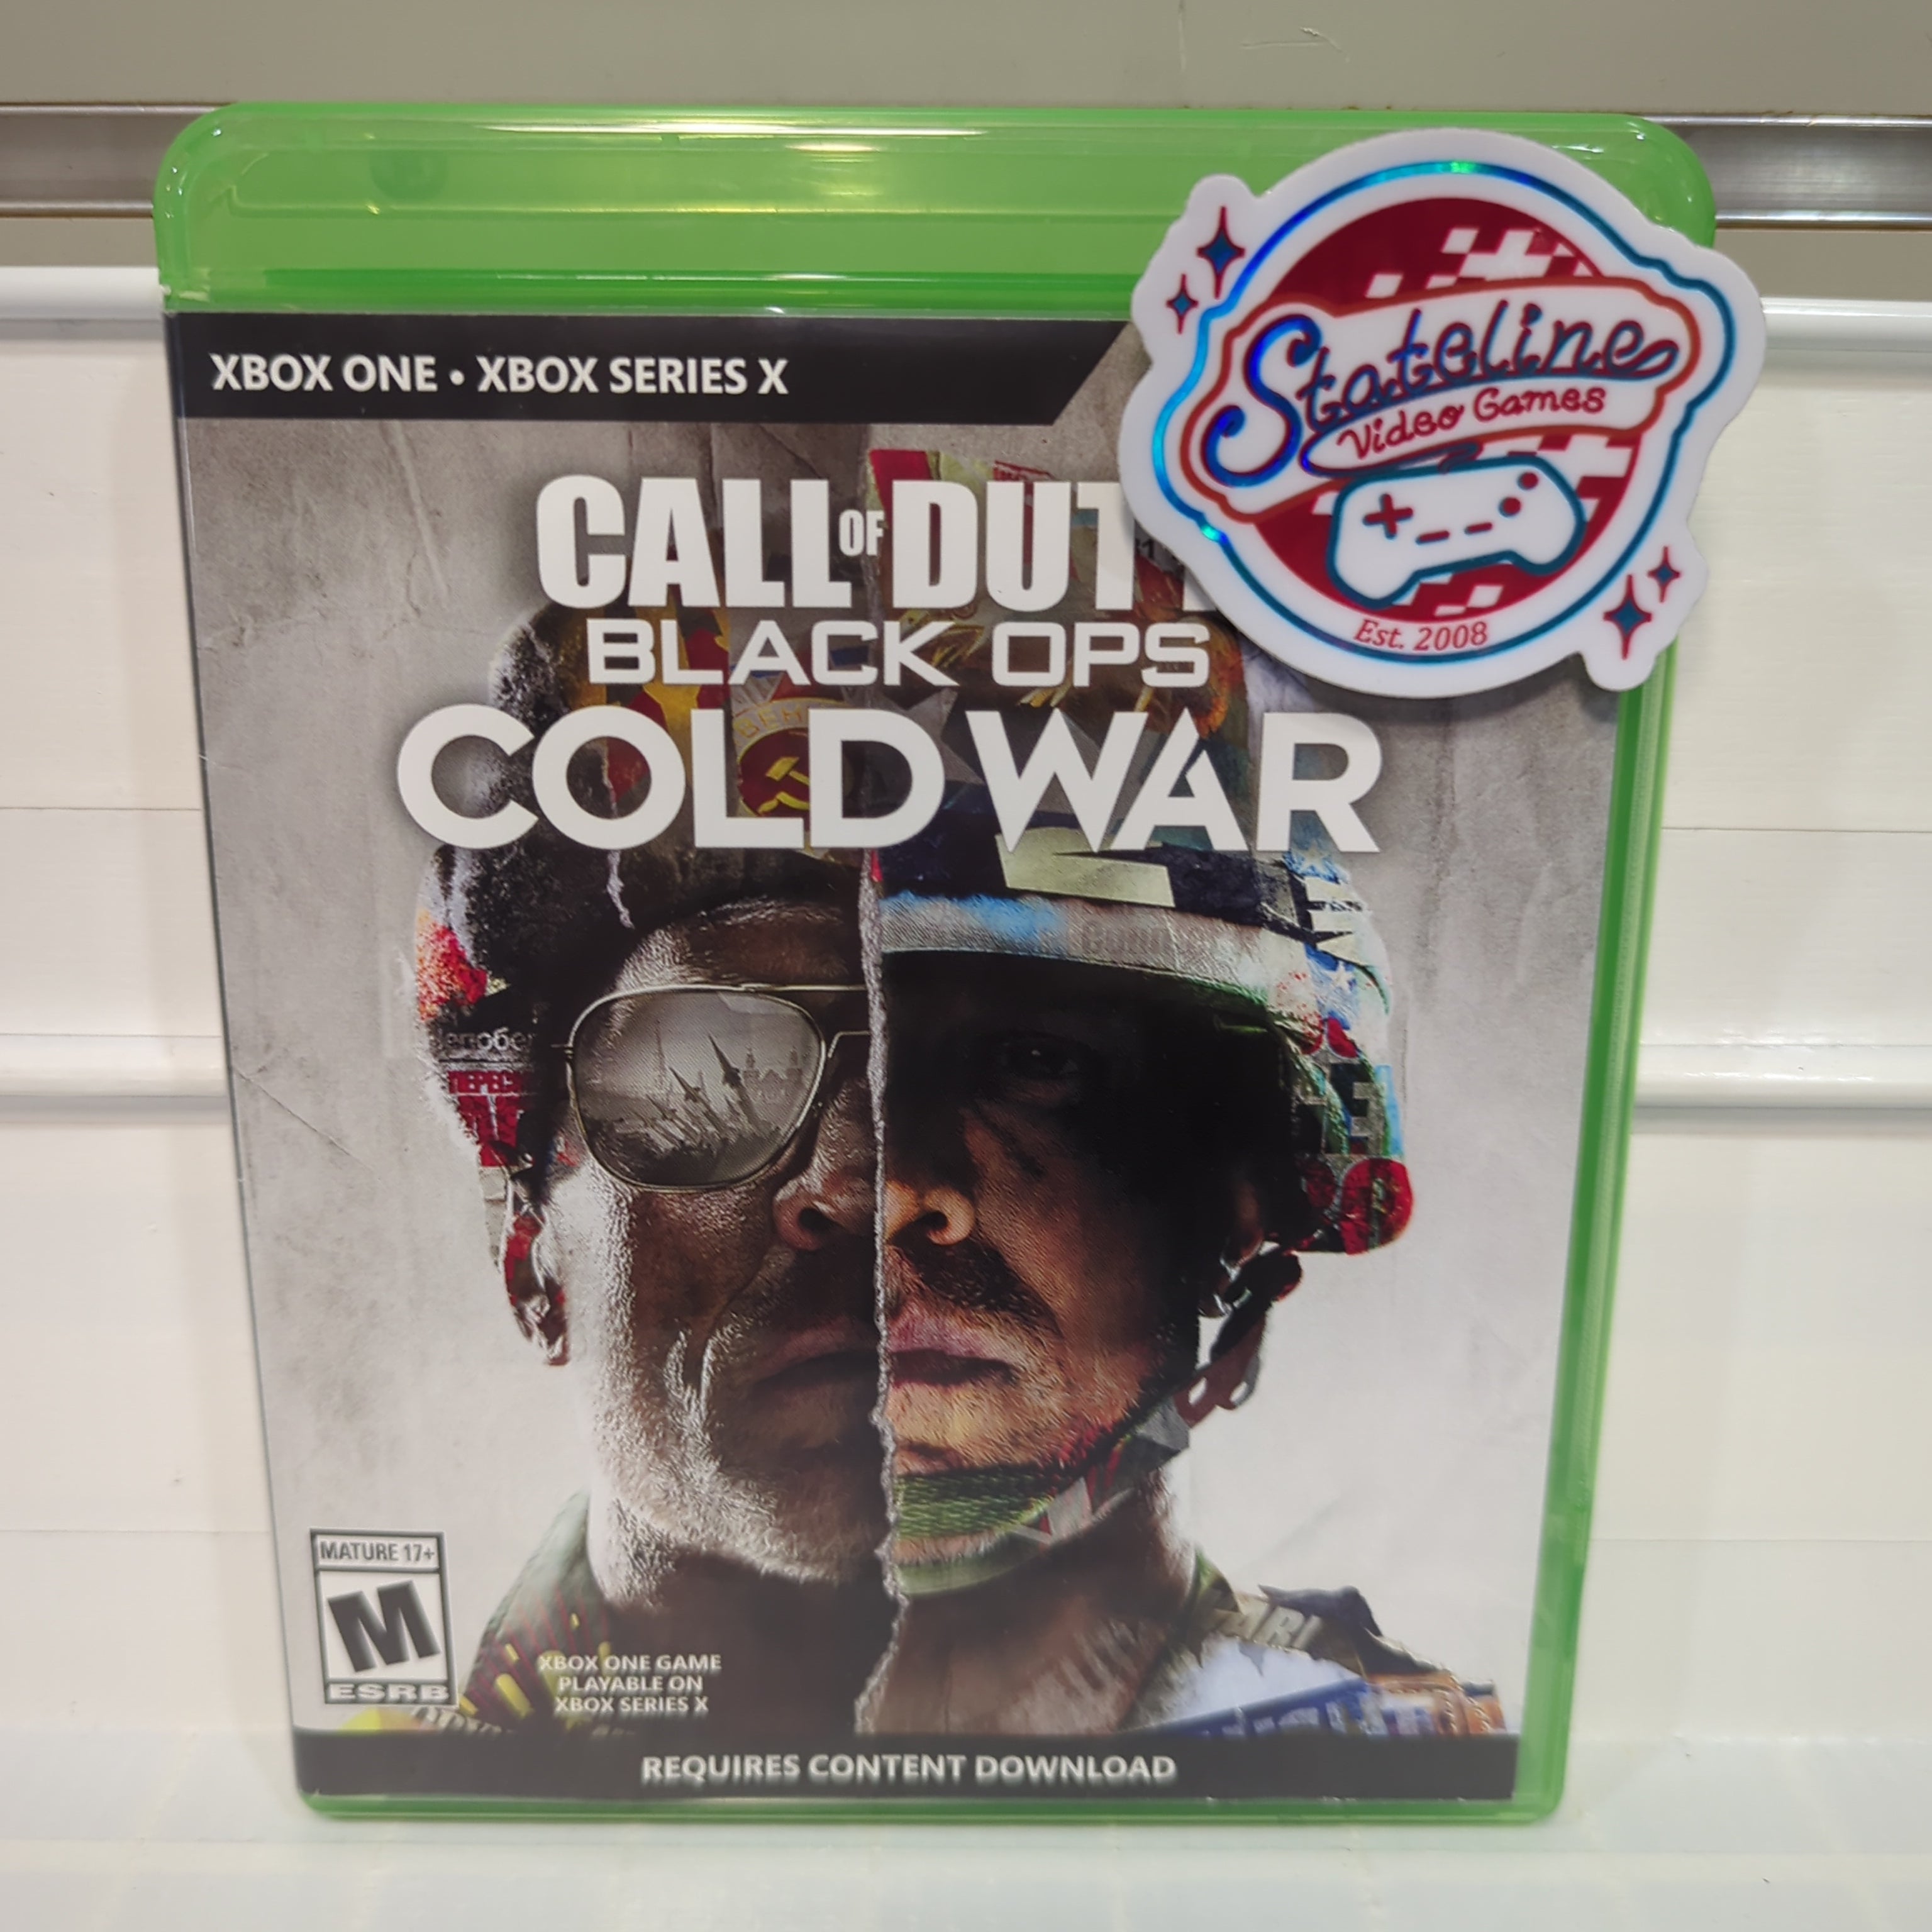 XBOX ONE • XBOX SERIES X
Stateline
Video Games
Est. 2008
CALL OF DUT
BLACK OPS
COLD WAR
MATURE 17+
M
ESRB
XBOX ONE GAME
PLAYABLE ON
XBOX SERIES X
REQUIRES CONTENT DOWNLOAD